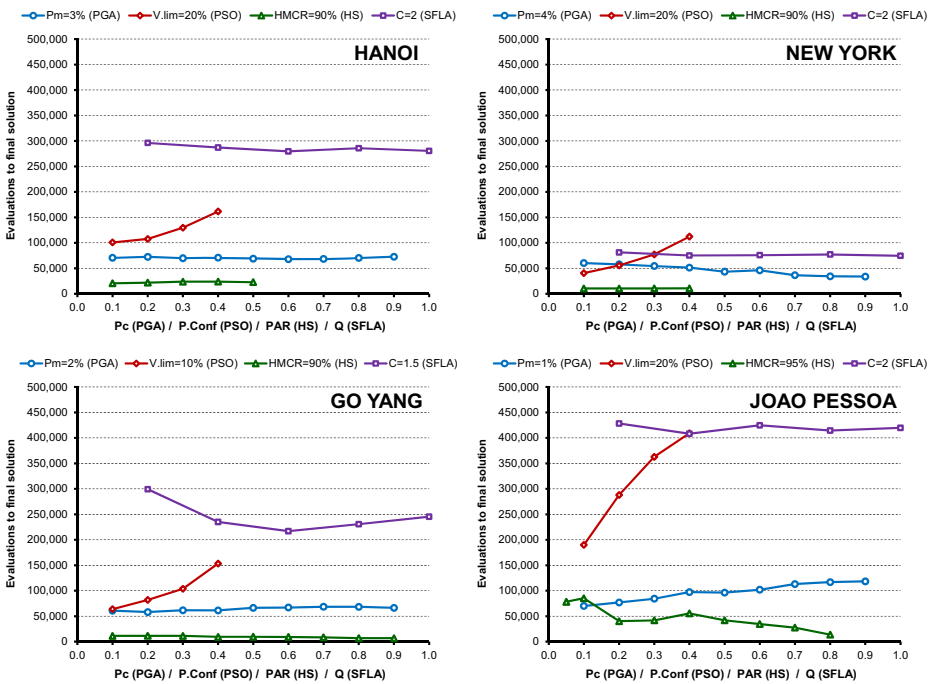 Pm=3% (PGA) V.lim=20% (PSO) HMCR=90% (HS) C=2 (SFLA)
HANOI
Evaluations to final solution
500,000
450,000
400,000
350,000
300,000
250,000
200,000
150,000
100,000
50,000
0
0.0 0.1 0.2 0.3 0.4 0.5 0.6 0.7 0.8 0.9 1.0
Pc (PGA) / P.Conf (PSO) / PAR (HS) / Q (SFLA)
Pm=4% (PGA) V.lim=20% (PSO) HMCR=90% (HS) C=2 (SFLA)
NEW YORK
Evaluations to final solution
500,000
450,000
400,000
350,000
300,000
250,000
200,000
150,000
100,000
50,000
0
0.0 0.1 0.2 0.3 0.4 0.5 0.6 0.7 0.8 0.9 1.0
Pc (PGA) / P.Conf (PSO) / PAR (HS) / Q (SFLA)
Pm=2% (PGA) V.lim=10% (PSO) HMCR=90% (HS) C=1.5 (SFLA)
GO YANG
Evaluations to final solution
500,000
450,000
400,000
350,000
300,000
250,000
200,000
150,000
100,000
50,000
0
0.0 0.1 0.2 0.3 0.4 0.5 0.6 0.7 0.8 0.9 1.0
Pc (PGA) / P.Conf (PSO) / PAR (HS) / Q (SFLA)
Pm=1% (PGA) V.lim=20% (PSO) HMCR=95% (HS) C=2 (SFLA)
JOAO PESSOA
Evaluations to final solution
500,000
450,000
400,000
350,000
300,000
250,000
200,000
150,000
100,000
50,000
0
0.0 0.1 0.2 0.3 0.4 0.5 0.6 0.7 0.8 0.9 1.0
Pc (PGA) / P.Conf (PSO) / PAR (HS) / Q (SFLA)